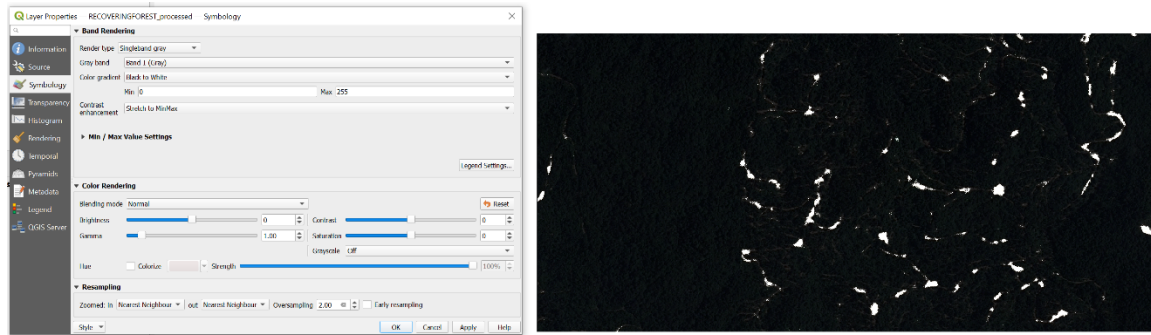 Layer Properties RECOVERINGFOREST_processed Symbology
Information
Source
Symbology
Transparency
Histogram
Rendering
Temporal
Pyramids
Metadata
Legend
QGIS Server
Band Rendering
Render type Singleband gray
Gray band Band 1 (Gray)
Color gradient Black to White
Min 0 Max 255
Contrast
enhancement Stretch to MinMax
Min / Max Value Settings
Legend Settings...
Color Rendering
Blending mode Normal Reset
Brightness 0 Contrast 0
Gamma 1.00 Saturation 0
Grayscale Off
Hue Colorize Strength 100%
Resampling
Zoomed: in Nearest Neighbour out Nearest Neighbour Oversampling 2.00 Early resampling
Style OK Cancel Apply Help